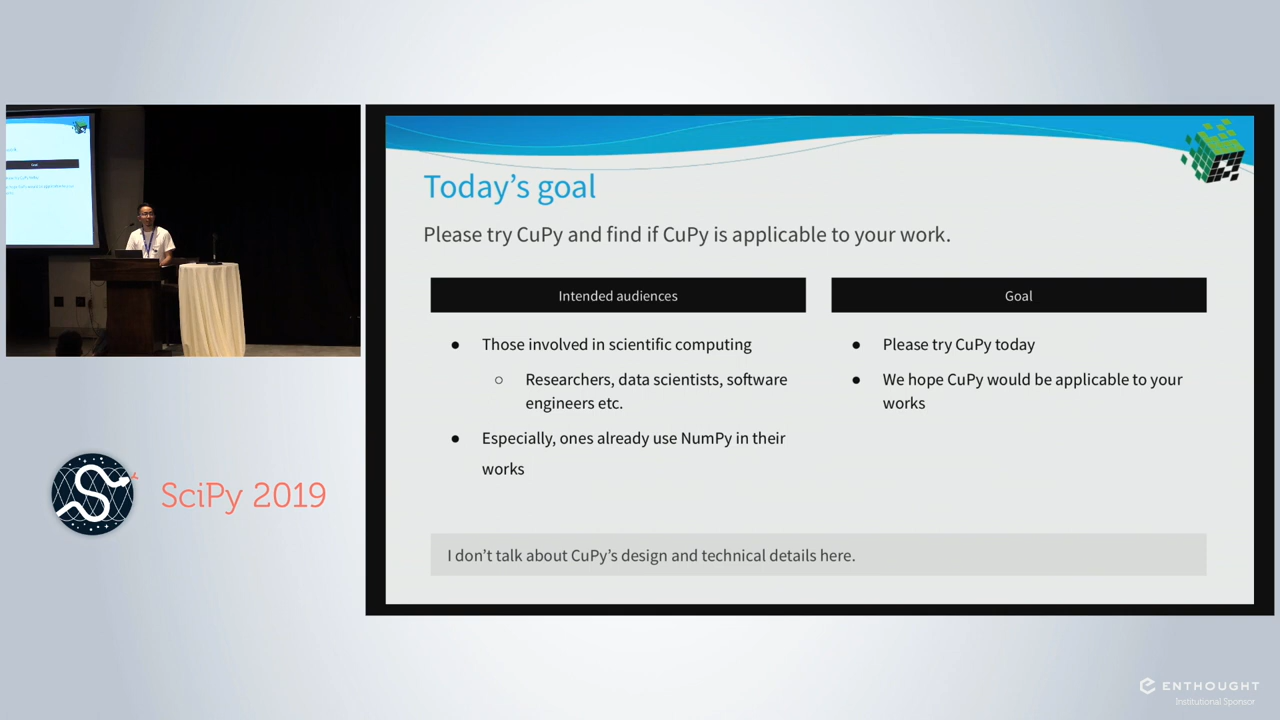 Today's goal
Please try CuPy and find if CuPy is applicable to your work.
Intended audiences
● Those involved in scientific computing
○ Researchers, data scientists, software
engineers etc.
● Especially, ones already use NumPy in their
works
Goal
● Please try CuPy today
● We hope CuPy would be applicable to your
works
I don't talk about CuPy's design and technical details here.
SciPy 2019
ENTHOUGHT
Institutional Sponsor